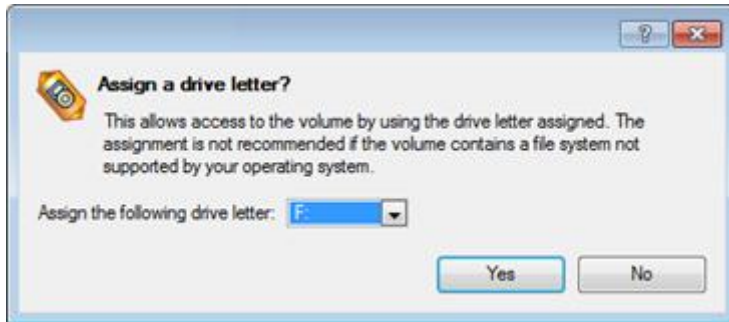 Assign a drive letter?
This allows access to the volume by using the drive letter assigned. The
assignment is not recommended if the volume contains a file system not
supported by your operating system.
Assign the following drive letter: F:
Yes No